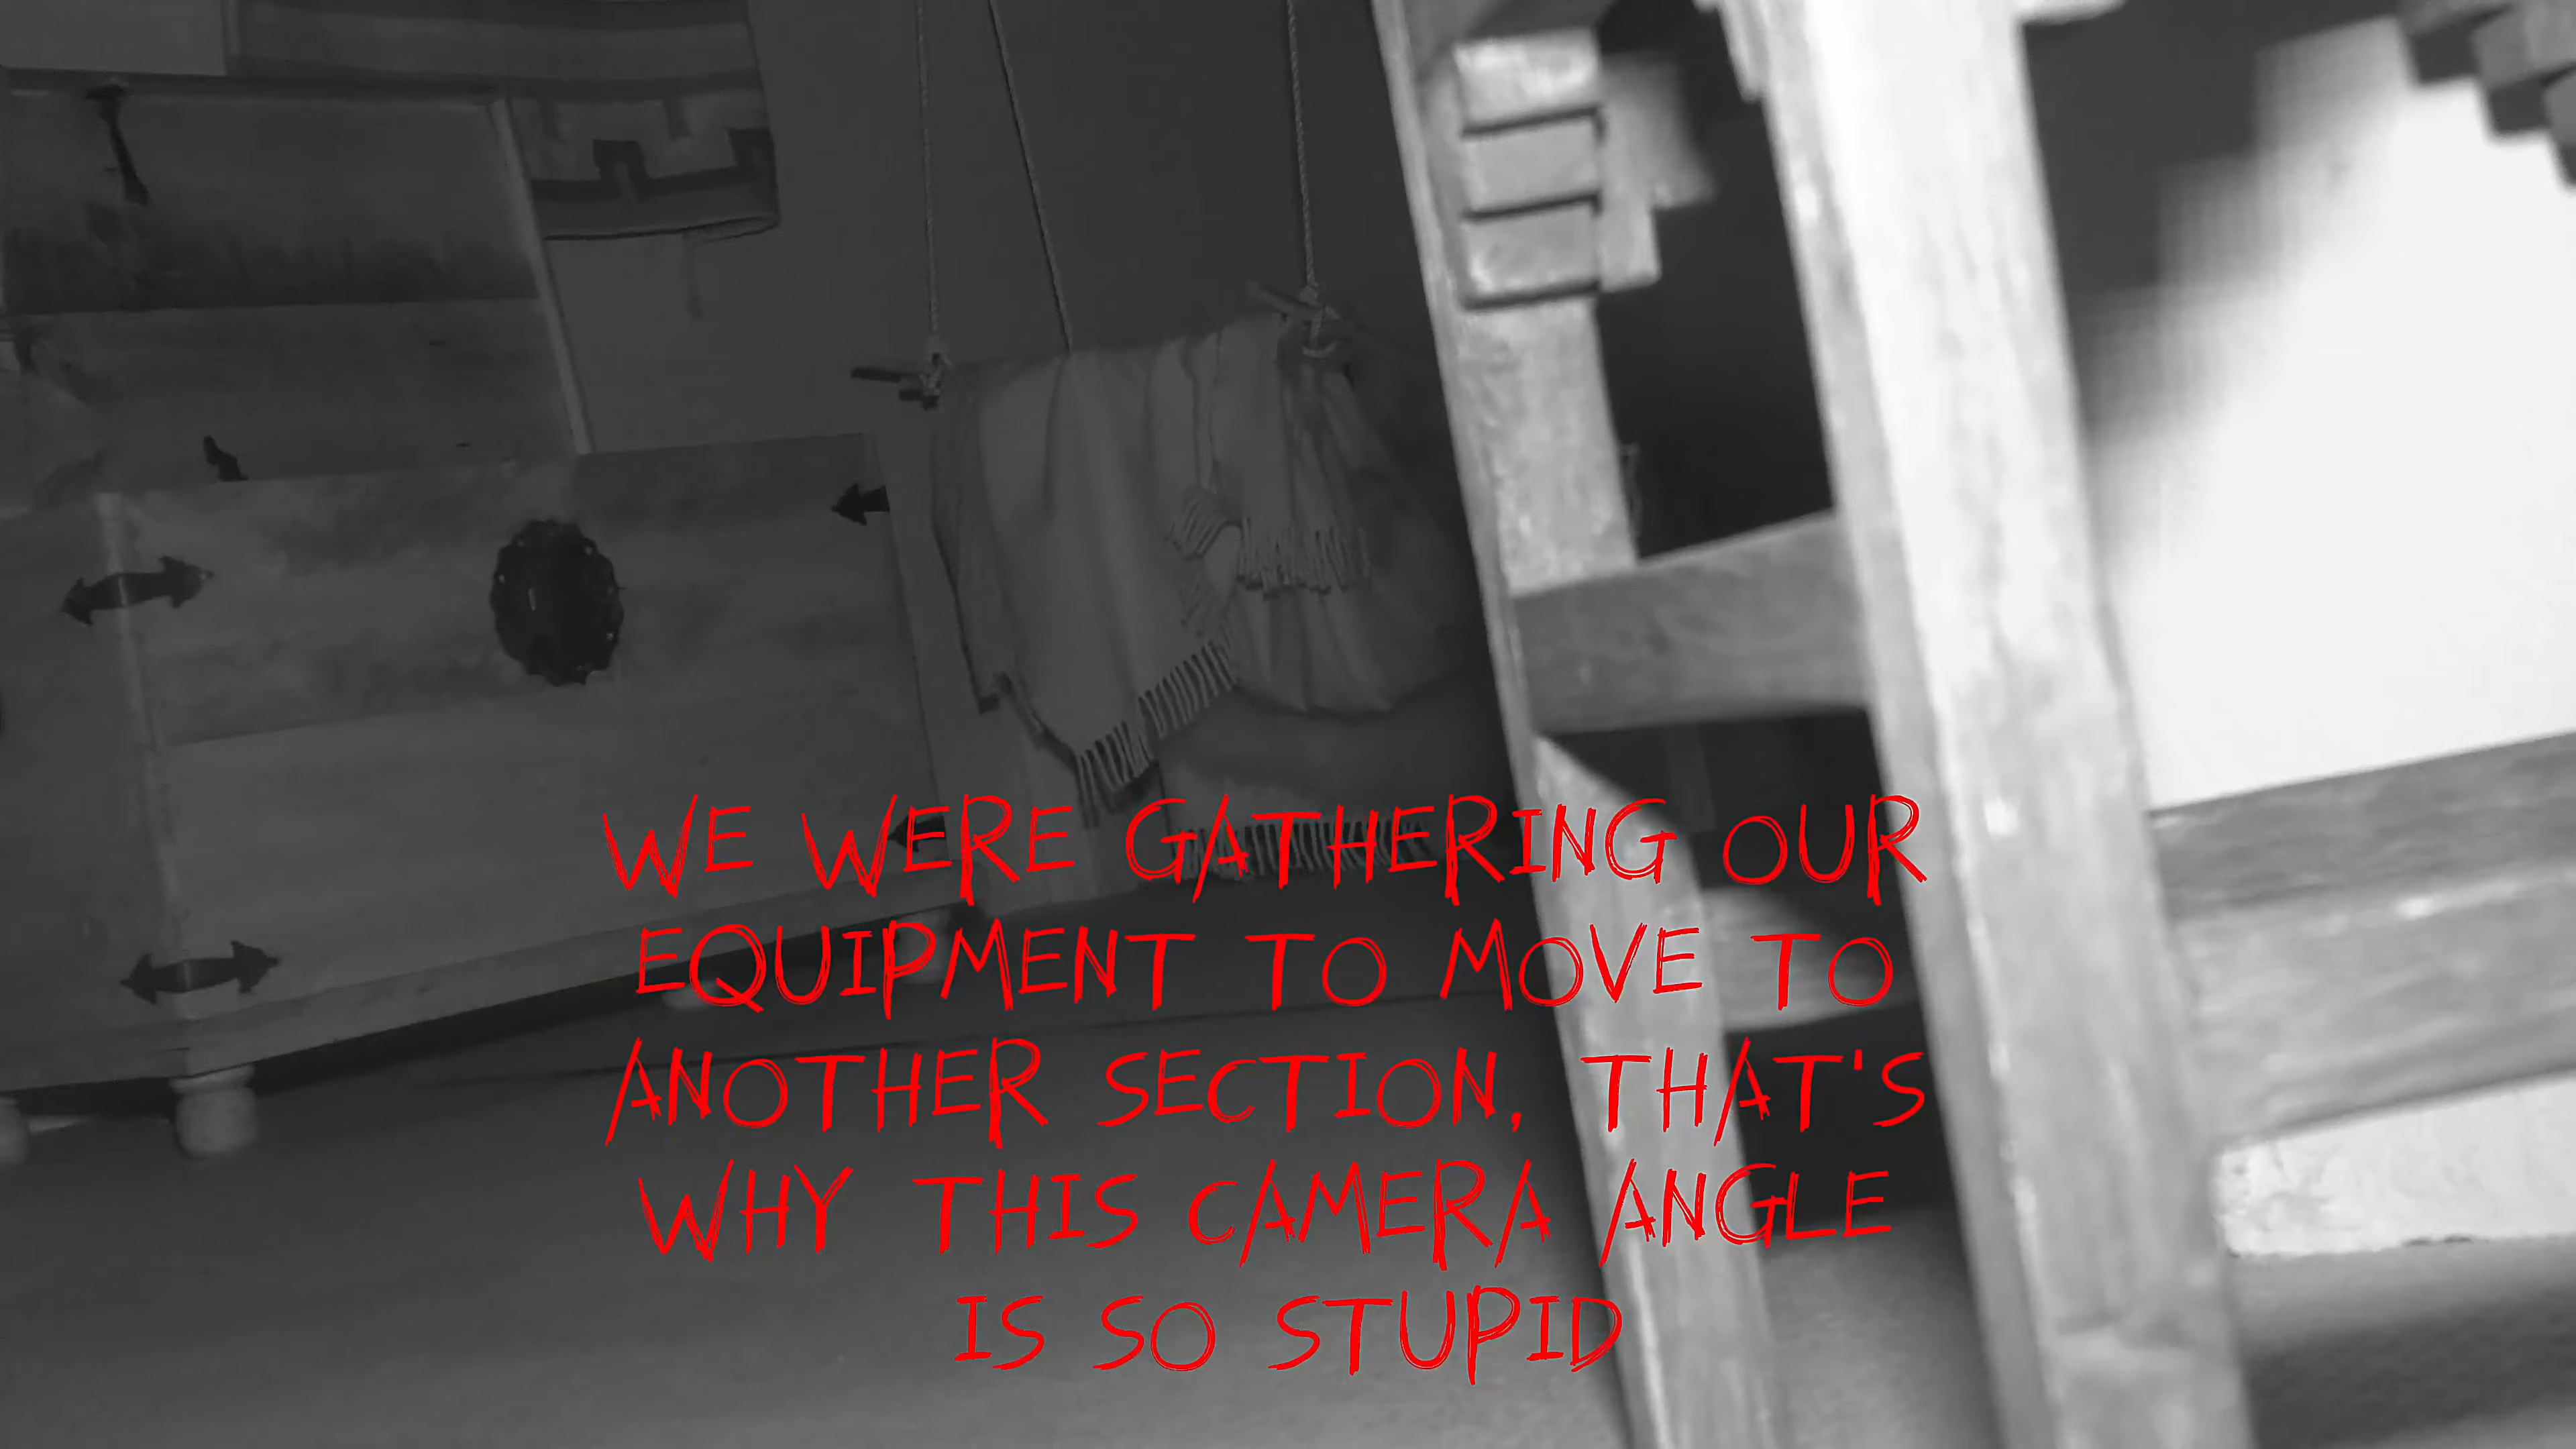 WE WERE GATHERING OUR
EQUIPMENT TO MOVE TO
ANOTHER SECTION, THAT'S
WHY THIS CAMERA ANGLE
IS SO STUPID